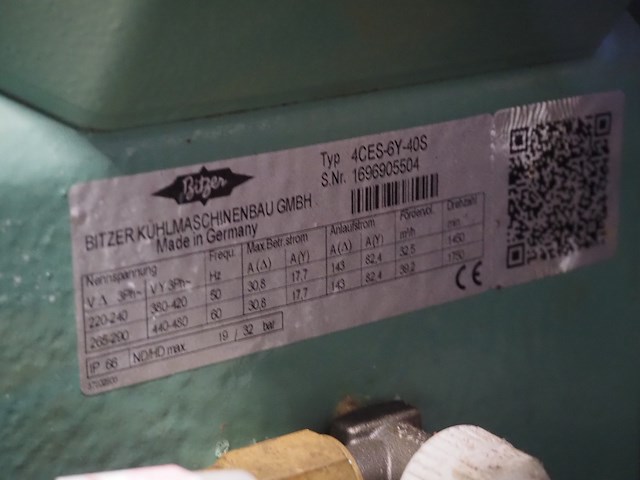 Bitzer
Typ 4CES-6Y-40S
S.Nr. 1696905504
BITZER KÜHLMASCHINENBAU GMBH
Made in Germany
Nennspannung Frequ. Max.Betr.strom Anlaufstrom Fördervol. Drehzahl
V Δ 3Ph~ V Y 3Ph~ Hz A (Δ) A (Y) A (Δ) A (Y) m³/h min
220-240 380-420 50 30.8 17.7 143 82.4 32.5 1450
265-290 440-480 60 30.8 17.7 143 82.4 39.2 1750
IP 66 ND/HD max. 19 / 32 bar
CE